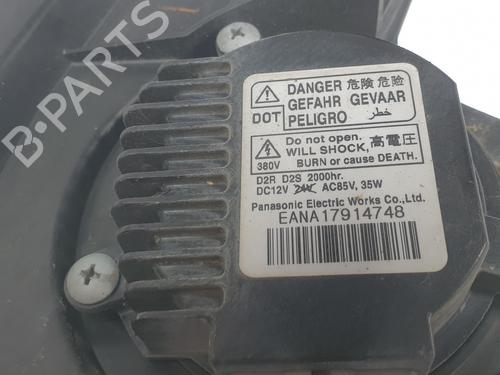 B-PARTS
DANGER 危険 危险
GEFAHR GEVAAR
DOT PELIGRO خطر
Do not open.
WILL SHOCK, 高電圧
380V BURN or cause DEATH.
D2R D2S 2000hr.
DC12V 24V AC85V, 35W
Panasonic Electric Works Co.,Ltd.
EANA17914748